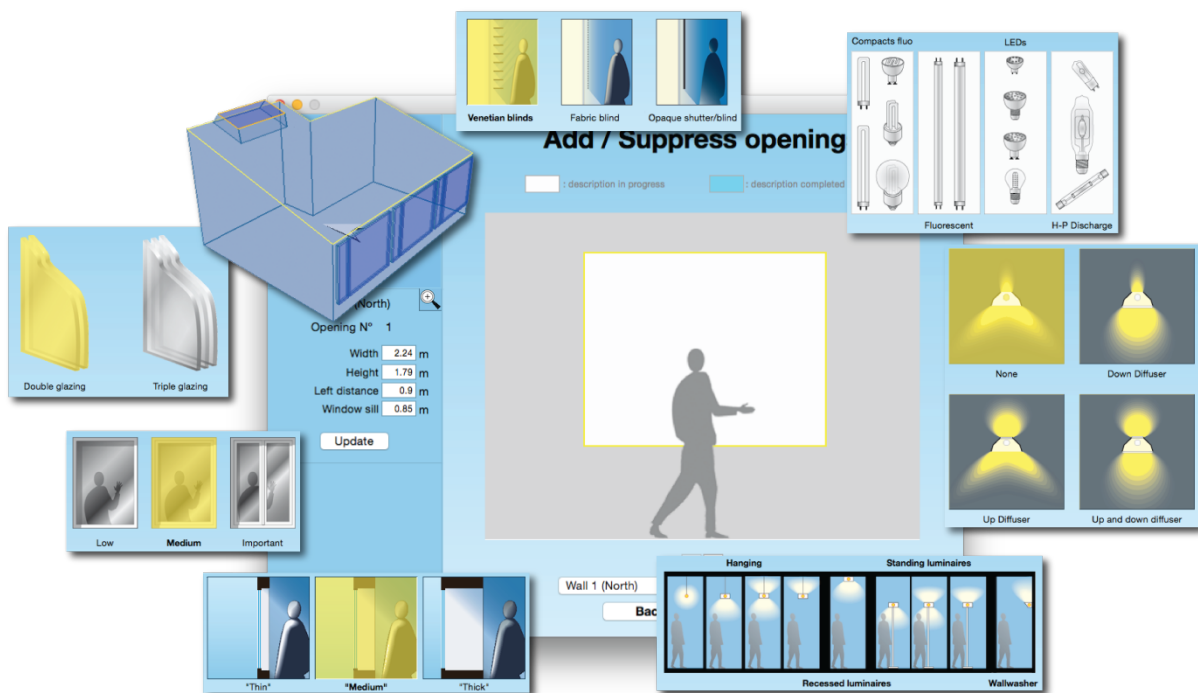 Venetian blinds
Fabric blind
Opaque shutter/blind
Compacts fluo
LEDs
Fluorescent
H-P Discharge
Add / Suppress opening
: description in progress
: description completed
(North)
Opening N° 1
Width 2.24 m
Height 1.79 m
Left distance 0.9 m
Window sill 0.85 m
Update
Double glazing
Triple glazing
None
Down Diffuser
Up Diffuser
Up and down diffuser
Low
Medium
Important
"Thin"
"Medium"
"Thick"
Wall 1 (North)
Hanging
Standing luminaires
Recessed luminaires
Wallwasher